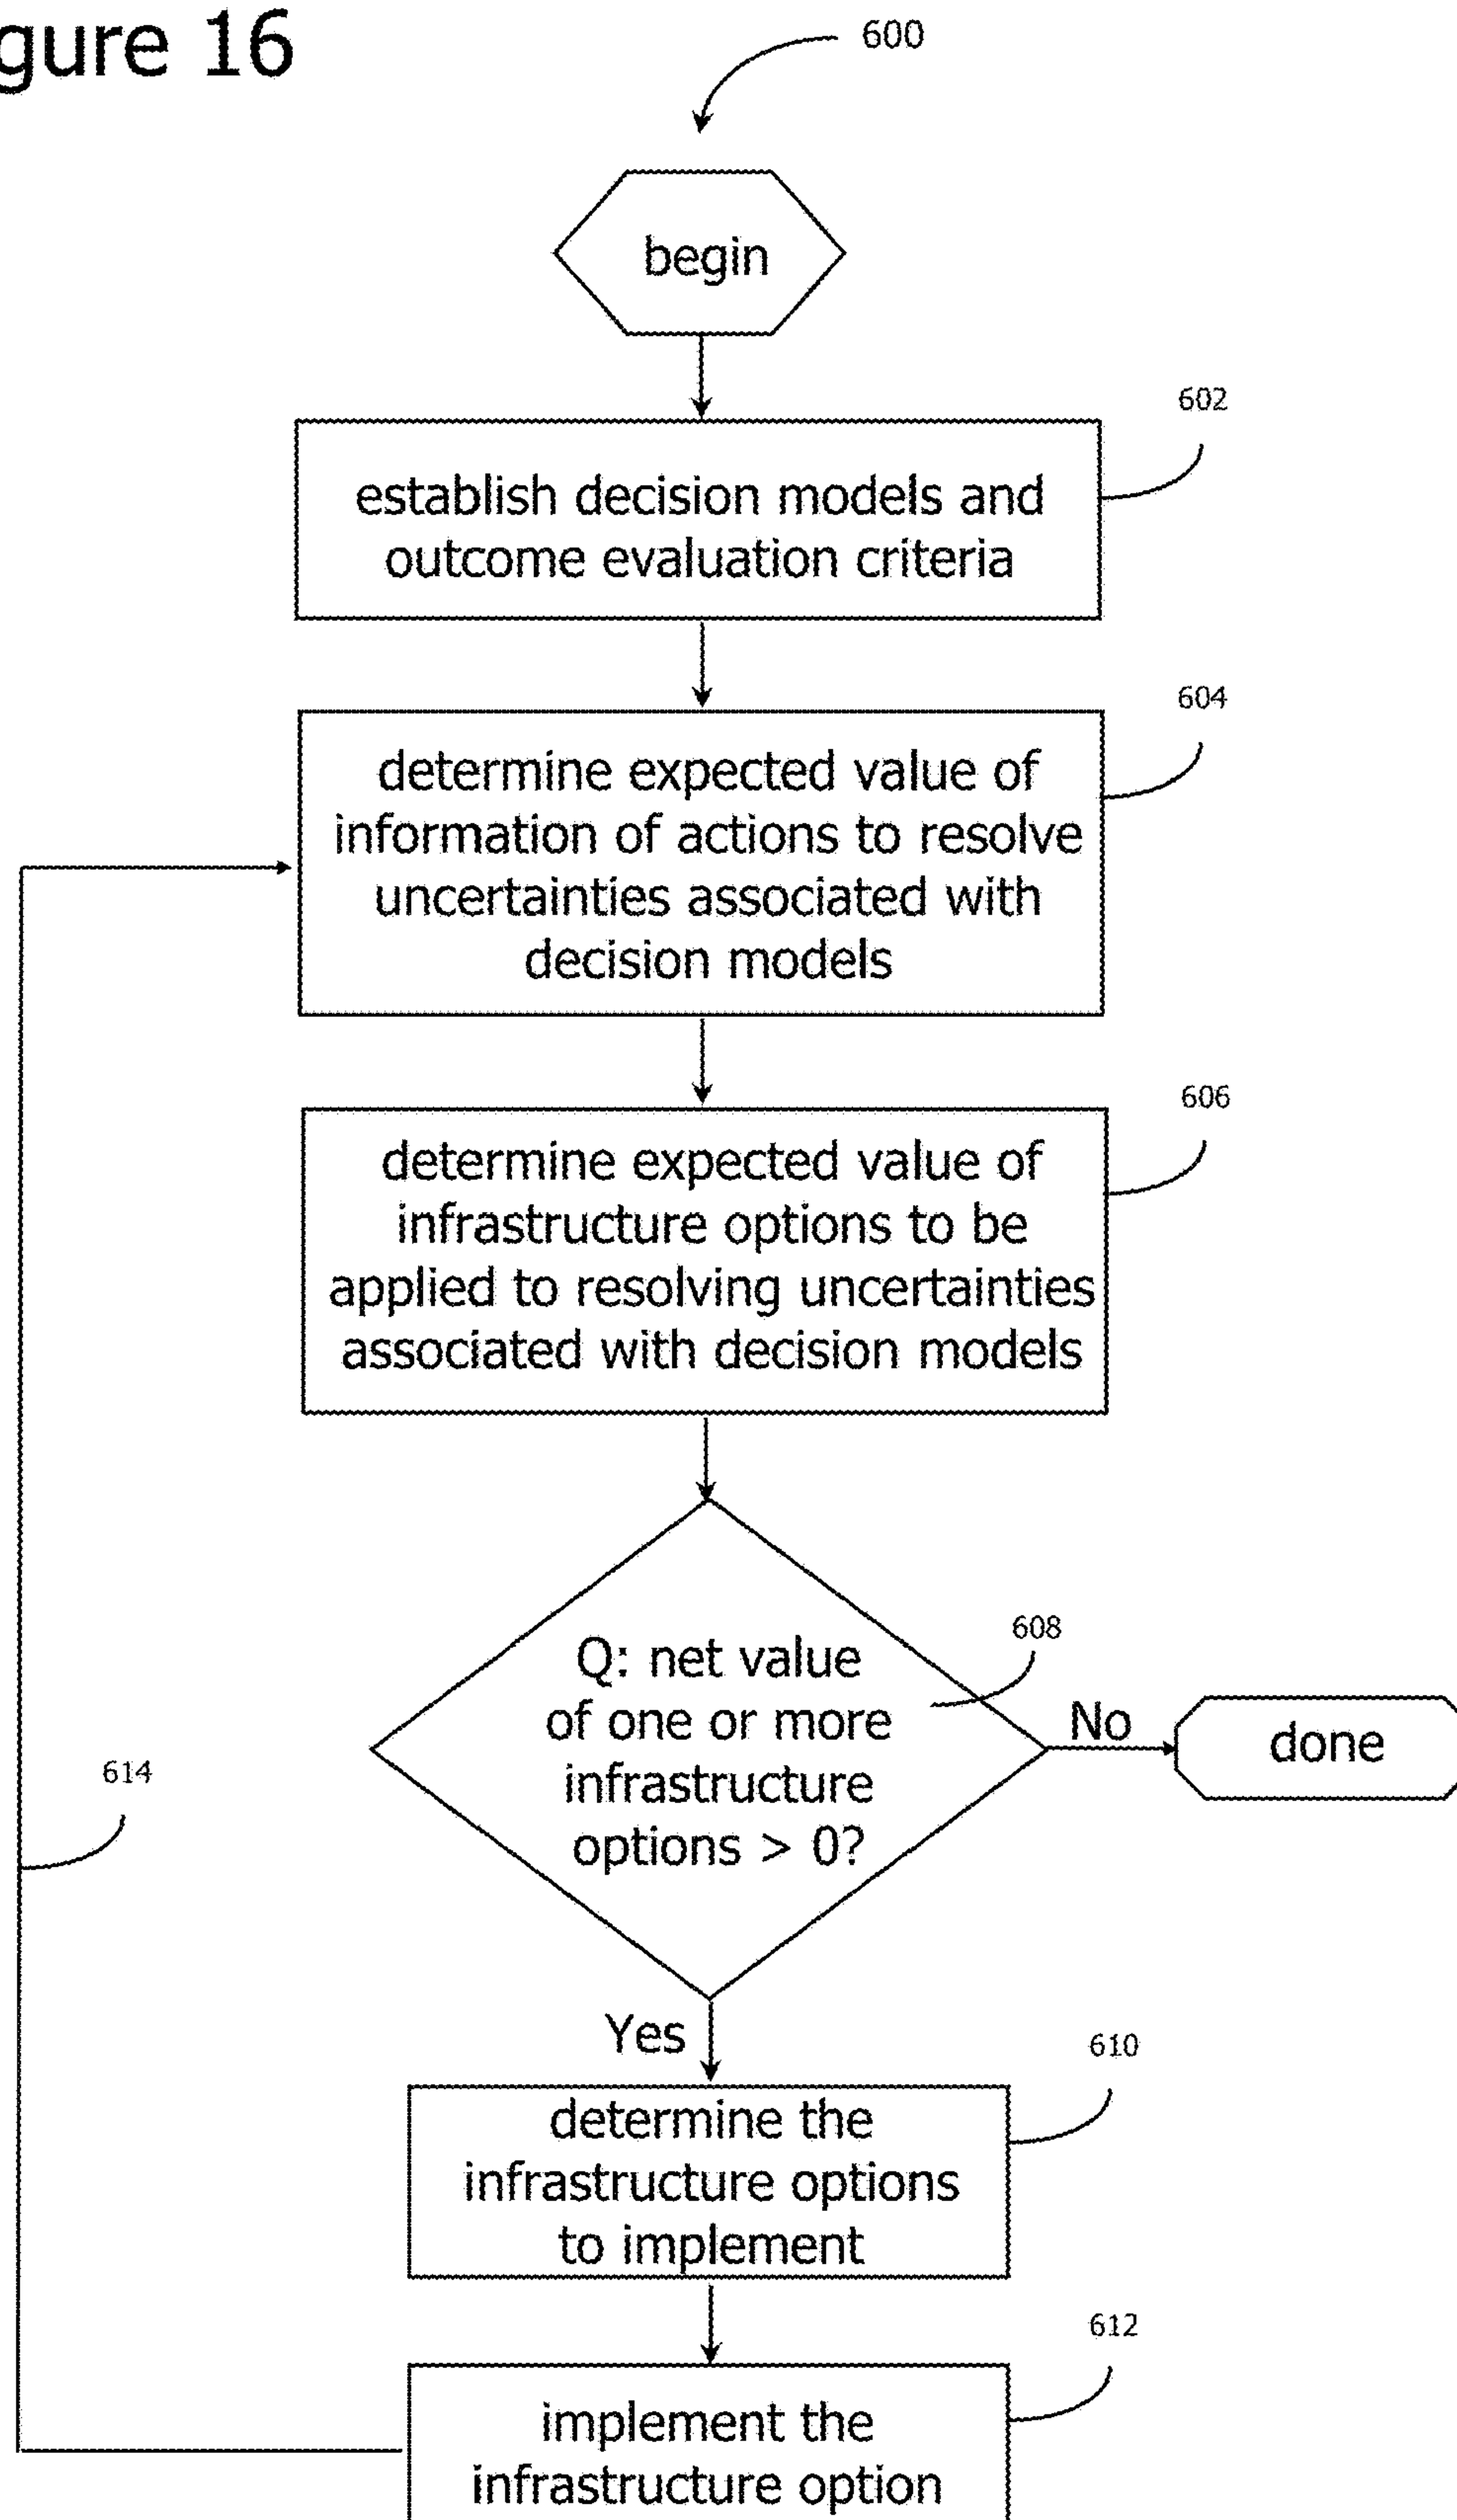 gure 16
600
begin
602
establish decision models and
outcome evaluation criteria
604
determine expected value of
information of actions to resolve
uncertainties associated with
decision models
606
determine expected value of
infrastructure options to be
applied to resolving uncertainties
associated with decision models
608
Q: net value
of one or more
infrastructure
options > 0?
No
done
614
Yes
610
determine the
infrastructure options
to implement
612
implement the
infrastructure option